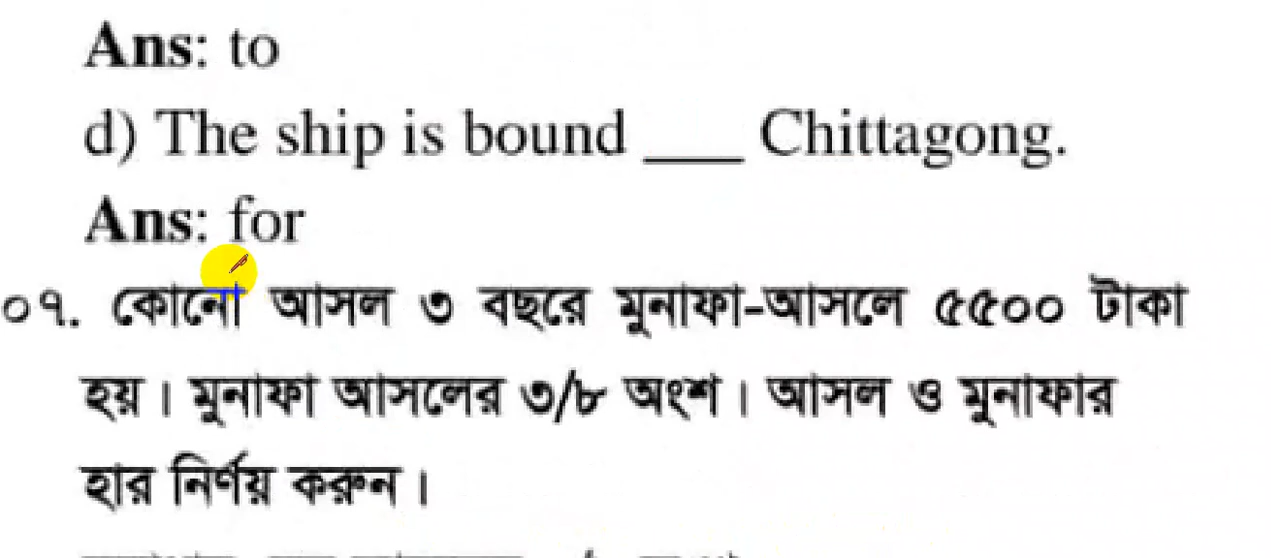 Ans: to
d) The ship is bound ___ Chittagong.
Ans: for
০৭. কোনো আসল ৩ বছরে মুনাফা-আসলে ৫৫০০ টাকা
হয়। মুনাফা আসলের ৩/৮ অংশ। আসল ও মুনাফার
হার নির্ণয় করুন।